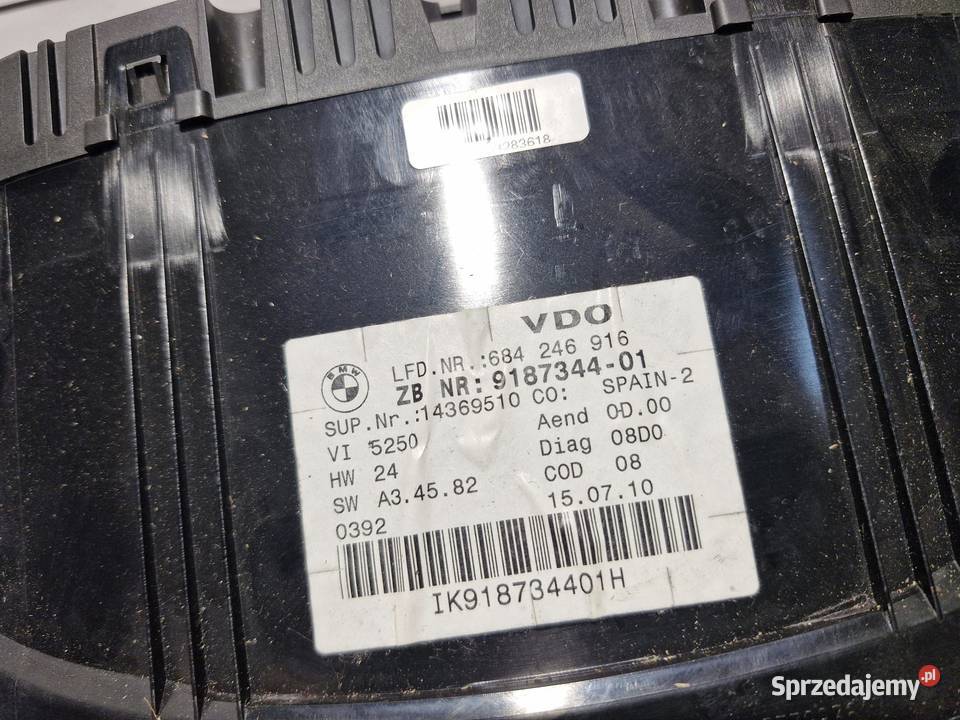 283618
VDO
BMW
LFD.NR.:684 246 916
ZB NR:9187344-01
SUP.Nr.:14369510 CO: SPAIN-2
VI 5250 Aend 0D.00
HW 24 Diag 08D0
SW A3.45.82 COD 08
0392 15.07.10
IK918734401H
Sprzedajemy.pl